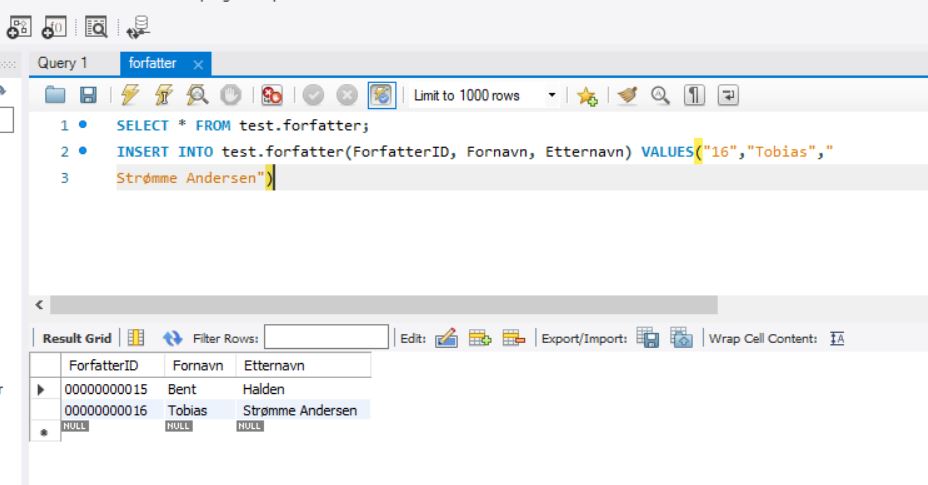 Query 1
forfatter
Limit to 1000 rows
1 SELECT * FROM test.forfatter;
2 INSERT INTO test.forfatter(ForfatterID, Fornavn, Etternavn) VALUES("16","Tobias","
3 Strømme Andersen")
Result Grid Filter Rows: Edit: Export/Import: Wrap Cell Content:
ForfatterID Fornavn Etternavn
00000000015 Bent Halden
00000000016 Tobias Strømme Andersen
NULL NULL NULL